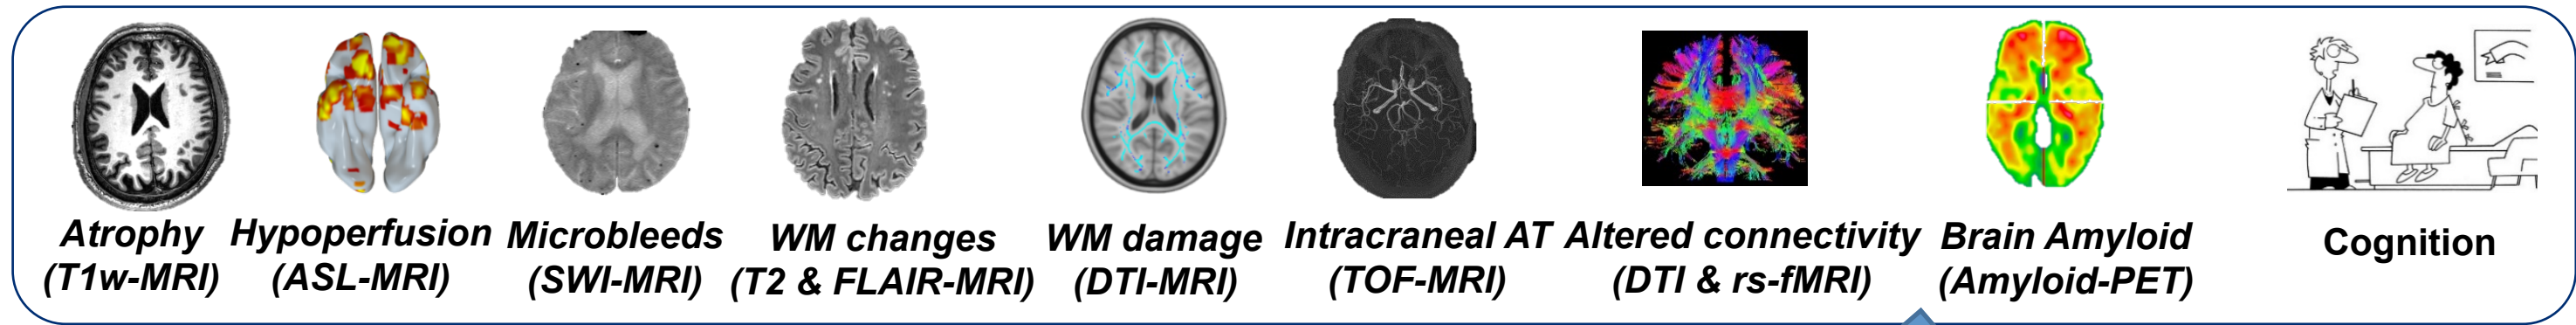 Atrophy
(T1w-MRI)
Hypoperfusion
(ASL-MRI)
Microbleeds
(SWI-MRI)
WM changes
(T2 & FLAIR-MRI)
WM damage
(DTI-MRI)
Intracraneal AT
(TOF-MRI)
Altered connectivity
(DTI & rs-fMRI)
Brain Amyloid
(Amyloid-PET)
Cognition